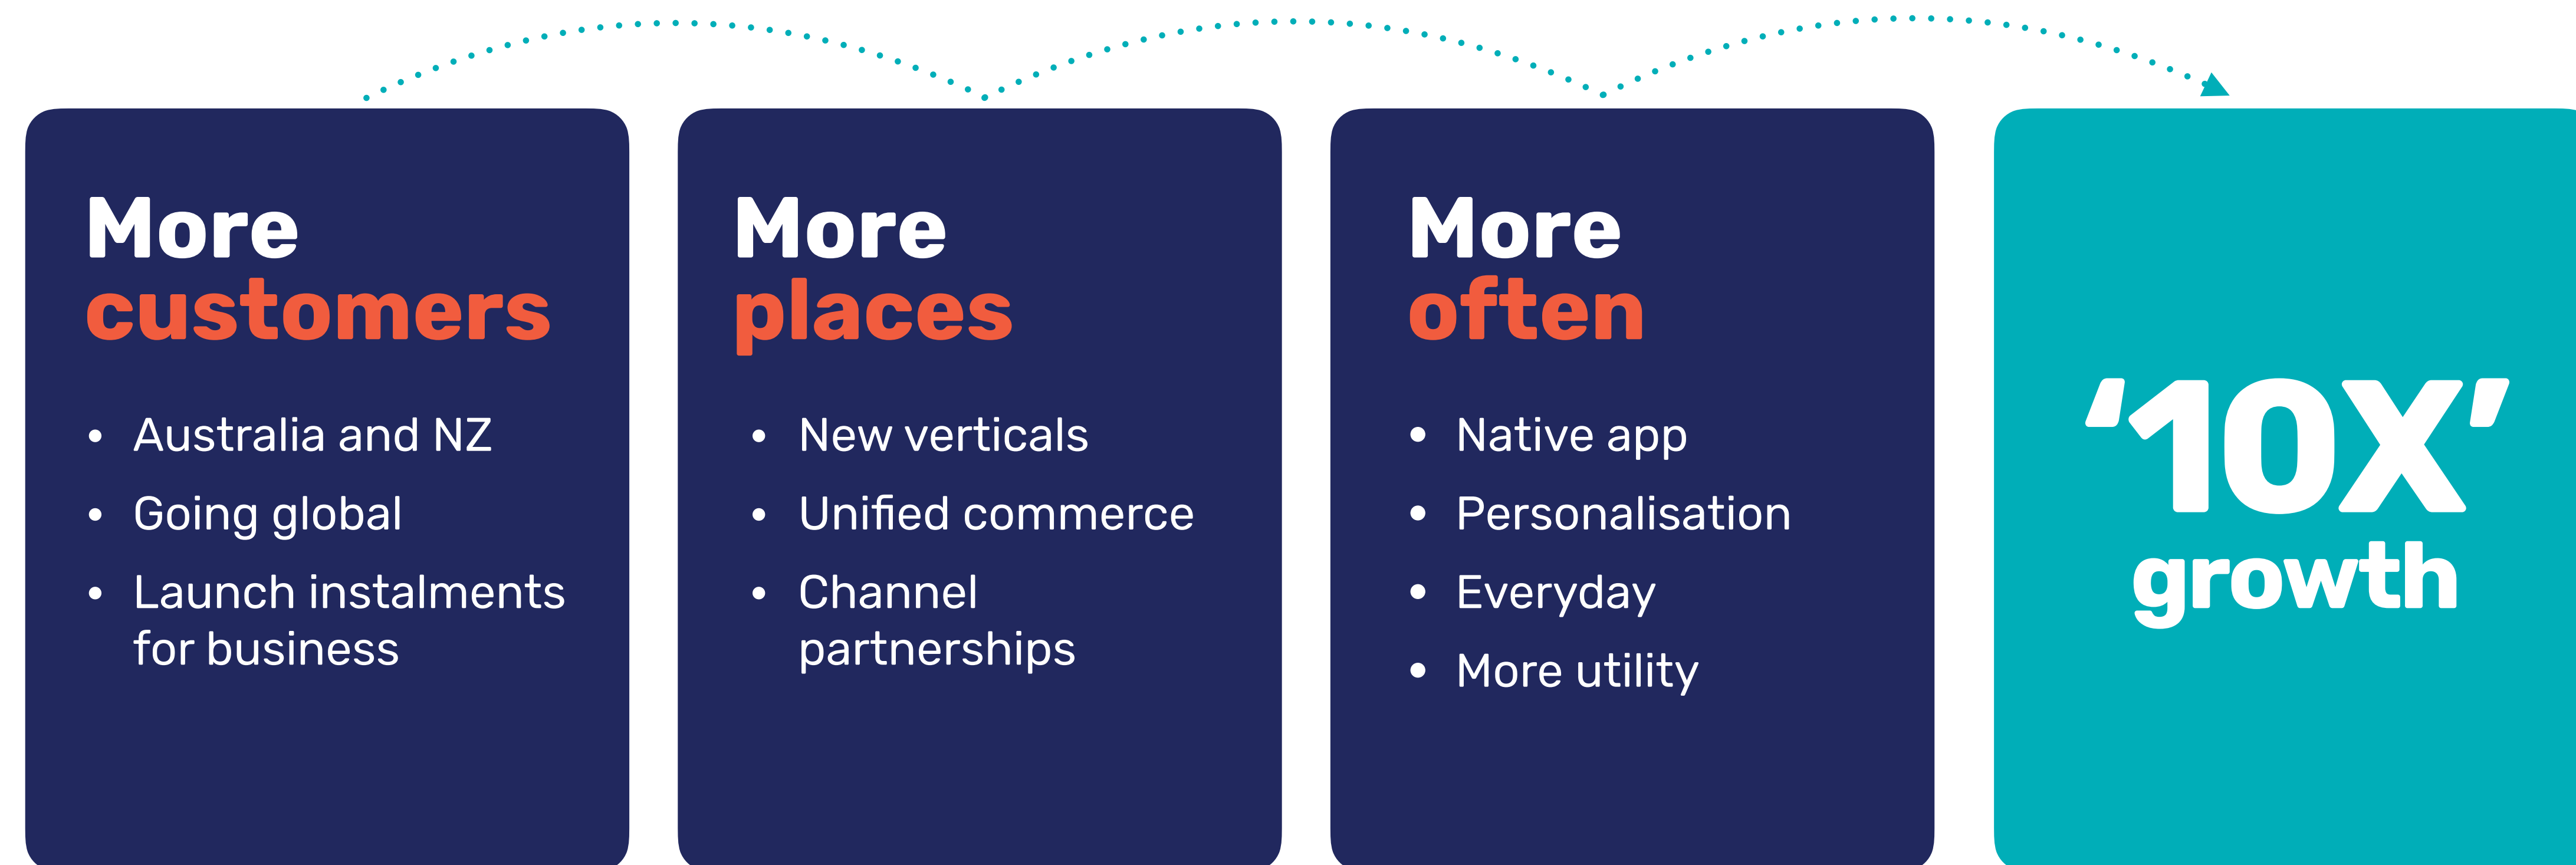 More
customers
• Australia and NZ
• Going global
• Launch instalments
for business
More
places
• New verticals
• Unified commerce
• Channel
partnerships
More
often
• Native app
• Personalisation
• Everyday
• More utility
‘10X’
growth